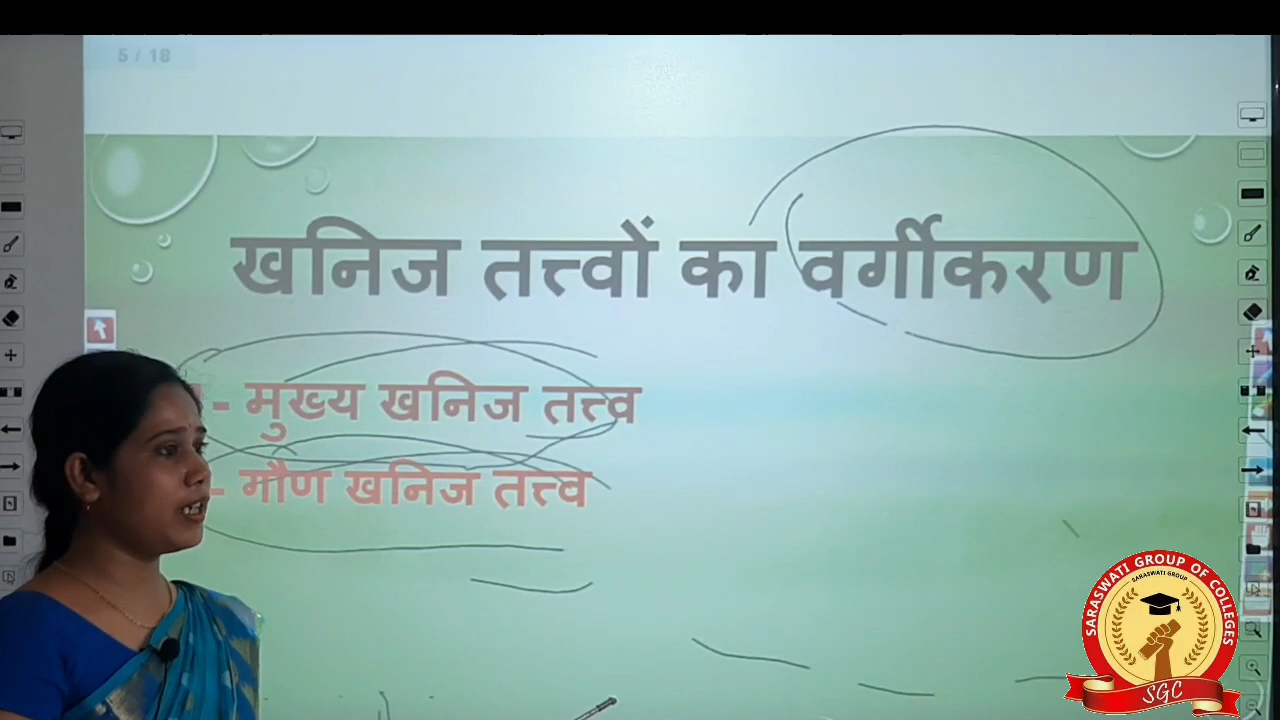 5 / 18
खनिज तत्त्वों का वर्गीकरण
- मुख्य खनिज तत्त्व
- गौण खनिज तत्त्व
SARASWATI GROUP OF COLLEGES
SARASWATI GROUP
SGC